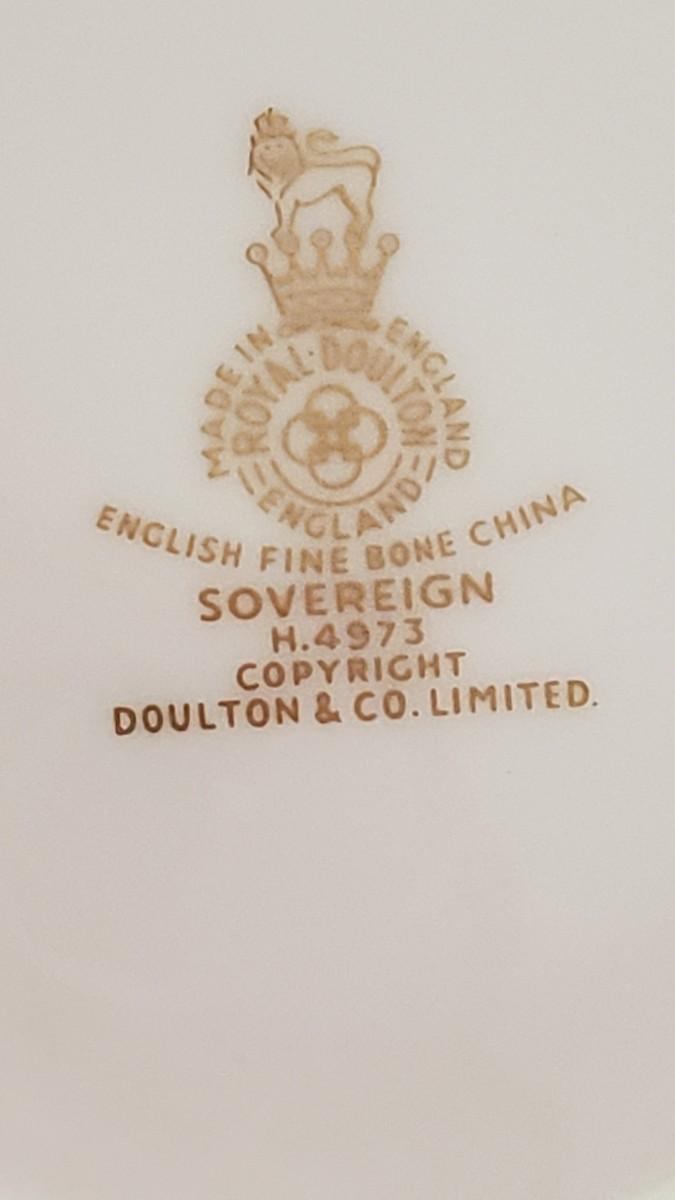 MADE IN ENGLAND
ROYAL·DOULTON
ENGLAND
ENGLISH FINE BONE CHINA
SOVEREIGN
H.4973
COPYRIGHT
DOULTON & CO. LIMITED.